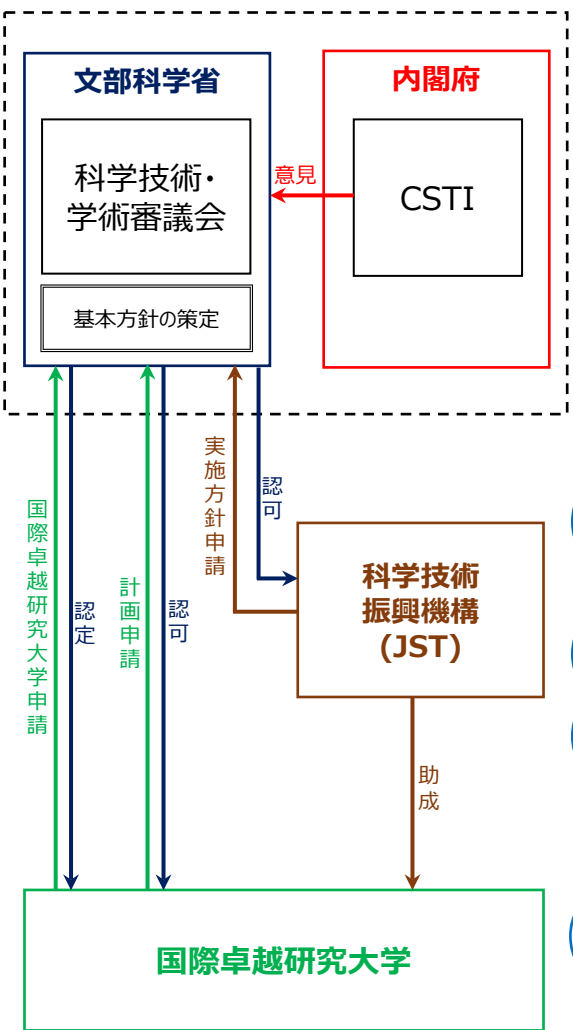 文部科学省
内閣府
科学技術・
学術審議会
意見
CSTI
基本方針の策定
国際卓越研究大学申請
認定
計画申請
認可
実施方針申請
認可
科学技術
振興機構
(JST)
助成
国際卓越研究大学